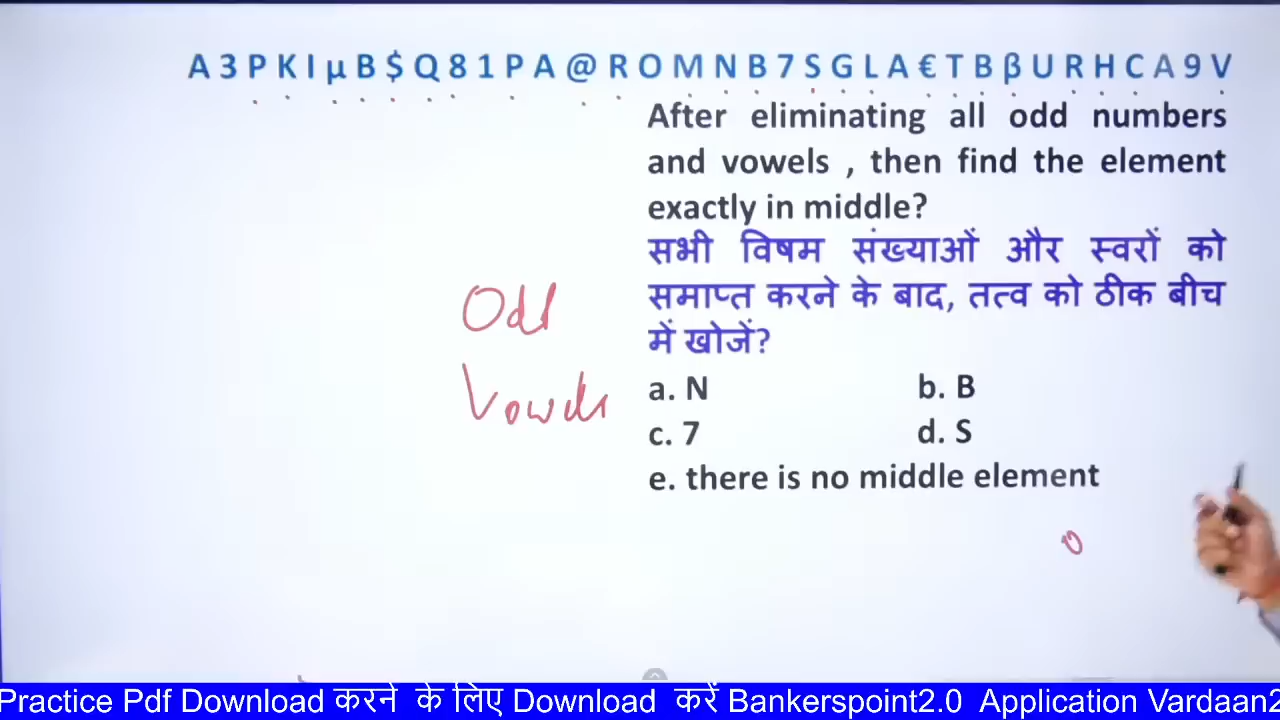 A 3 P K I µ B $ Q 8 1 P A @ R O M N B 7 S G L A € T B β U R H C A 9 V
After eliminating all odd numbers
and vowels , then find the element
exactly in middle?
सभी विषम संख्याओं और स्वरों को
समाप्त करने के बाद, तत्व को ठीक बीच
में खोजें?
Odd
Vowels
a. N b. B
c. 7 d. S
e. there is no middle element
Practice Pdf Download करने के लिए Download करें Bankerspoint2.0 Application Vardaan2